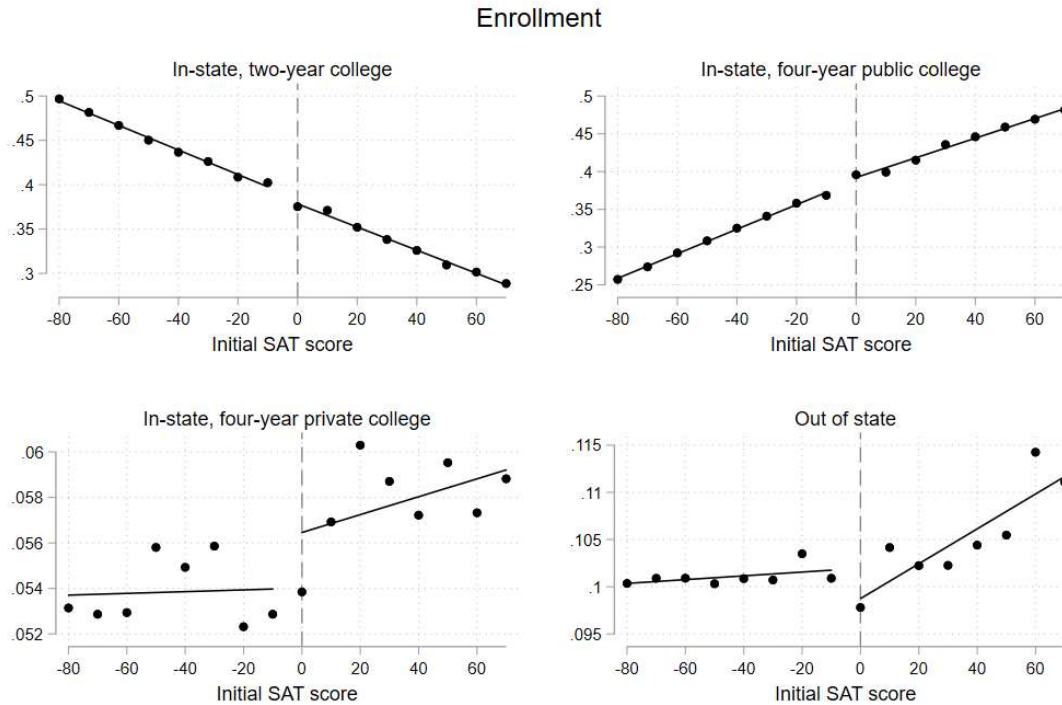 Enrollment
In-state, two-year college
.5
.45
.4
.35
.3
-80 -60 -40 -20 0 20 40 60
Initial SAT score
In-state, four-year public college
.5
.45
.4
.35
.3
.25
-80 -60 -40 -20 0 20 40 60
Initial SAT score
In-state, four-year private college
.06
.058
.056
.054
.052
-80 -60 -40 -20 0 20 40 60
Initial SAT score
Out of state
.115
.11
.105
.1
.095
-80 -60 -40 -20 0 20 40 60
Initial SAT score